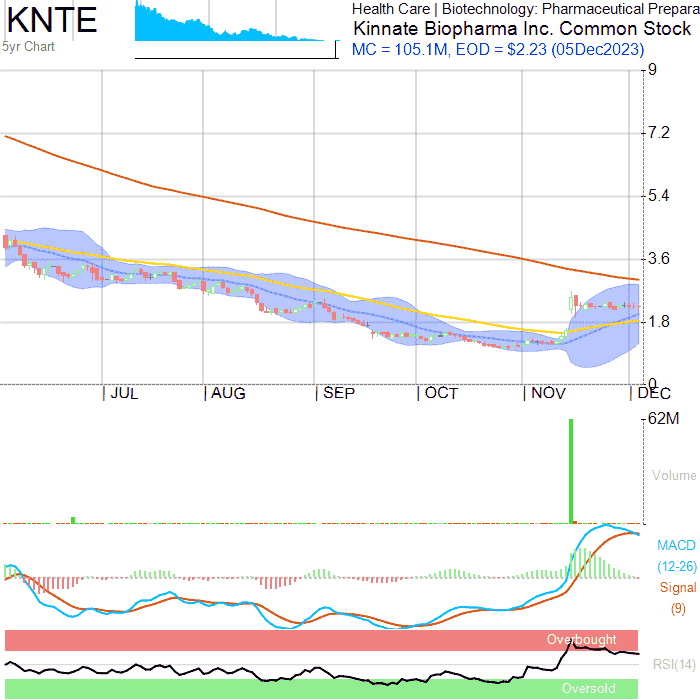 KNTE
5yr Chart
Health Care | Biotechnology: Pharmaceutical Prepara
Kinnate Biopharma Inc. Common Stock
MC = 105.1M, EOD = $2.23 (05Dec2023)
9
7.2
5.4
3.6
1.8
0
JUL AUG SEP OCT NOV DEC
62M
Volume
MACD
(12-26)
Signal
(9)
Overbought
RSI(14)
Oversold